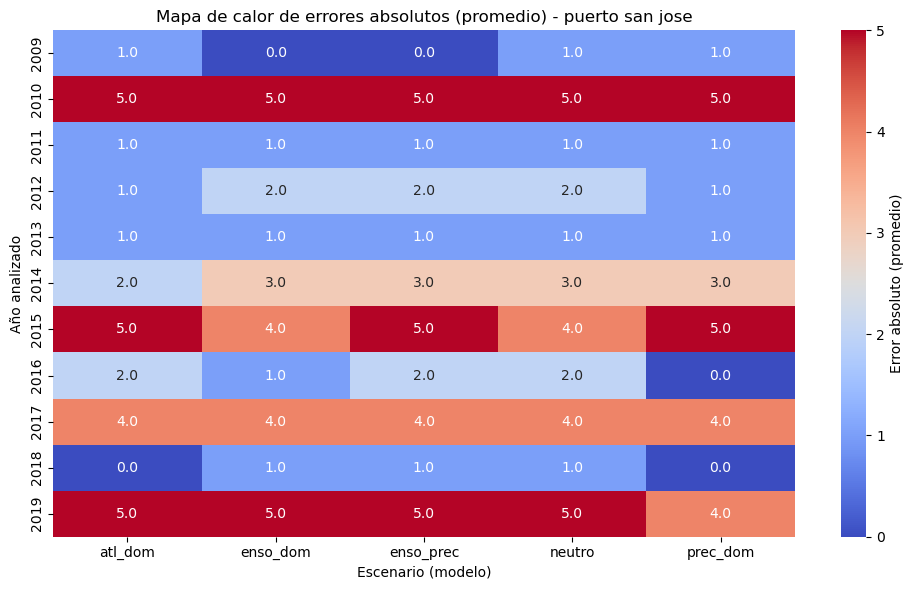 Mapa de calor de errores absolutos (promedio) - puerto san jose
2009 1.0 0.0 0.0 1.0 1.0
2010 5.0 5.0 5.0 5.0 5.0
2011 1.0 1.0 1.0 1.0 1.0
2012 1.0 2.0 2.0 2.0 1.0
2013 1.0 1.0 1.0 1.0 1.0
2014 2.0 3.0 3.0 3.0 3.0
2015 5.0 4.0 5.0 4.0 5.0
2016 2.0 1.0 2.0 2.0 0.0
2017 4.0 4.0 4.0 4.0 4.0
2018 0.0 1.0 1.0 1.0 0.0
2019 5.0 5.0 5.0 5.0 4.0
atl_dom enso_dom enso_prec neutro prec_dom
Escenario (modelo)
Año analizado
5
4
3
2
1
0
Error absoluto (promedio)